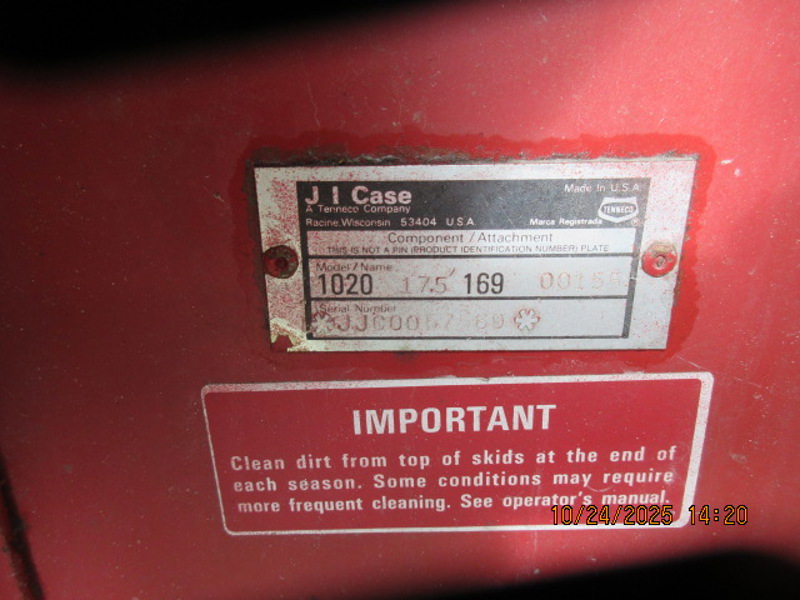 J I Case
A Tenneco Company
Racine, Wisconsin 53404 U.S.A.
Made In U.S.A.
TENNECO
®
Marca Registrada
Component / Attachment
THIS IS NOT A PIN (PRODUCT IDENTIFICATION NUMBER) PLATE
Model / Name
1020 17.5' 169
Serial Number
IMPORTANT
Clean dirt from top of skids at the end of
each season. Some conditions may require
more frequent cleaning. See operator's manual.
10/24/2025 14:20